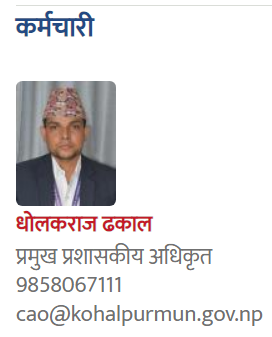 कर्मचारी
धोलकराज ढकाल
प्रमुख प्रशासकीय अधिकृत
9858067111
cao@kohalpurmun.gov.np